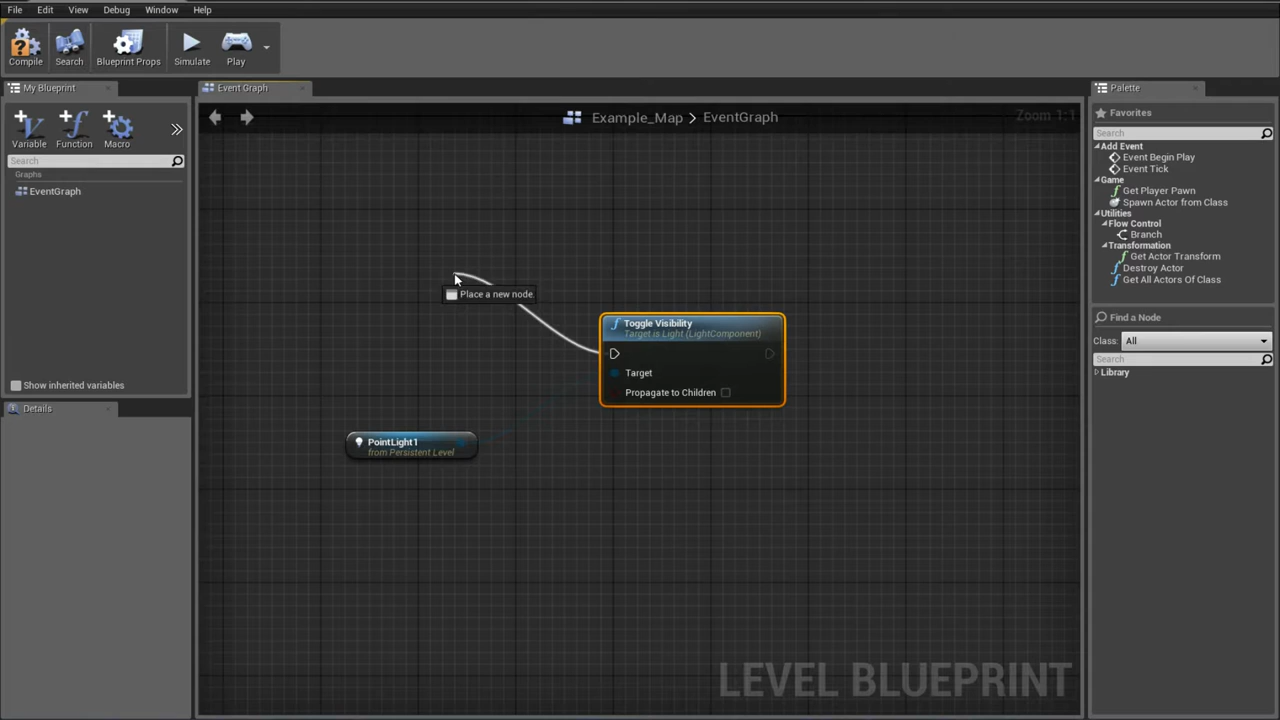 File Edit View Debug Window Help
Compile Search Blueprint Props Simulate Play
My Blueprint
Variable Function Macro
Search
Graphs
EventGraph
Show inherited variables
Details
Event Graph
Example_Map > EventGraph
Zoom 1:1
Place a new node.
Toggle Visibility
Target is Light (LightComponent)
Target
Propagate to Children
PointLight1
from Persistent Level
LEVEL BLUEPRINT
Palette
Favorites
Search
Add Event
Event Begin Play
Event Tick
Game
Get Player Pawn
Spawn Actor from Class
Utilities
Flow Control
Branch
Transformation
Get Actor Transform
Destroy Actor
Get All Actors Of Class
Find a Node
Class: All
Search
Library